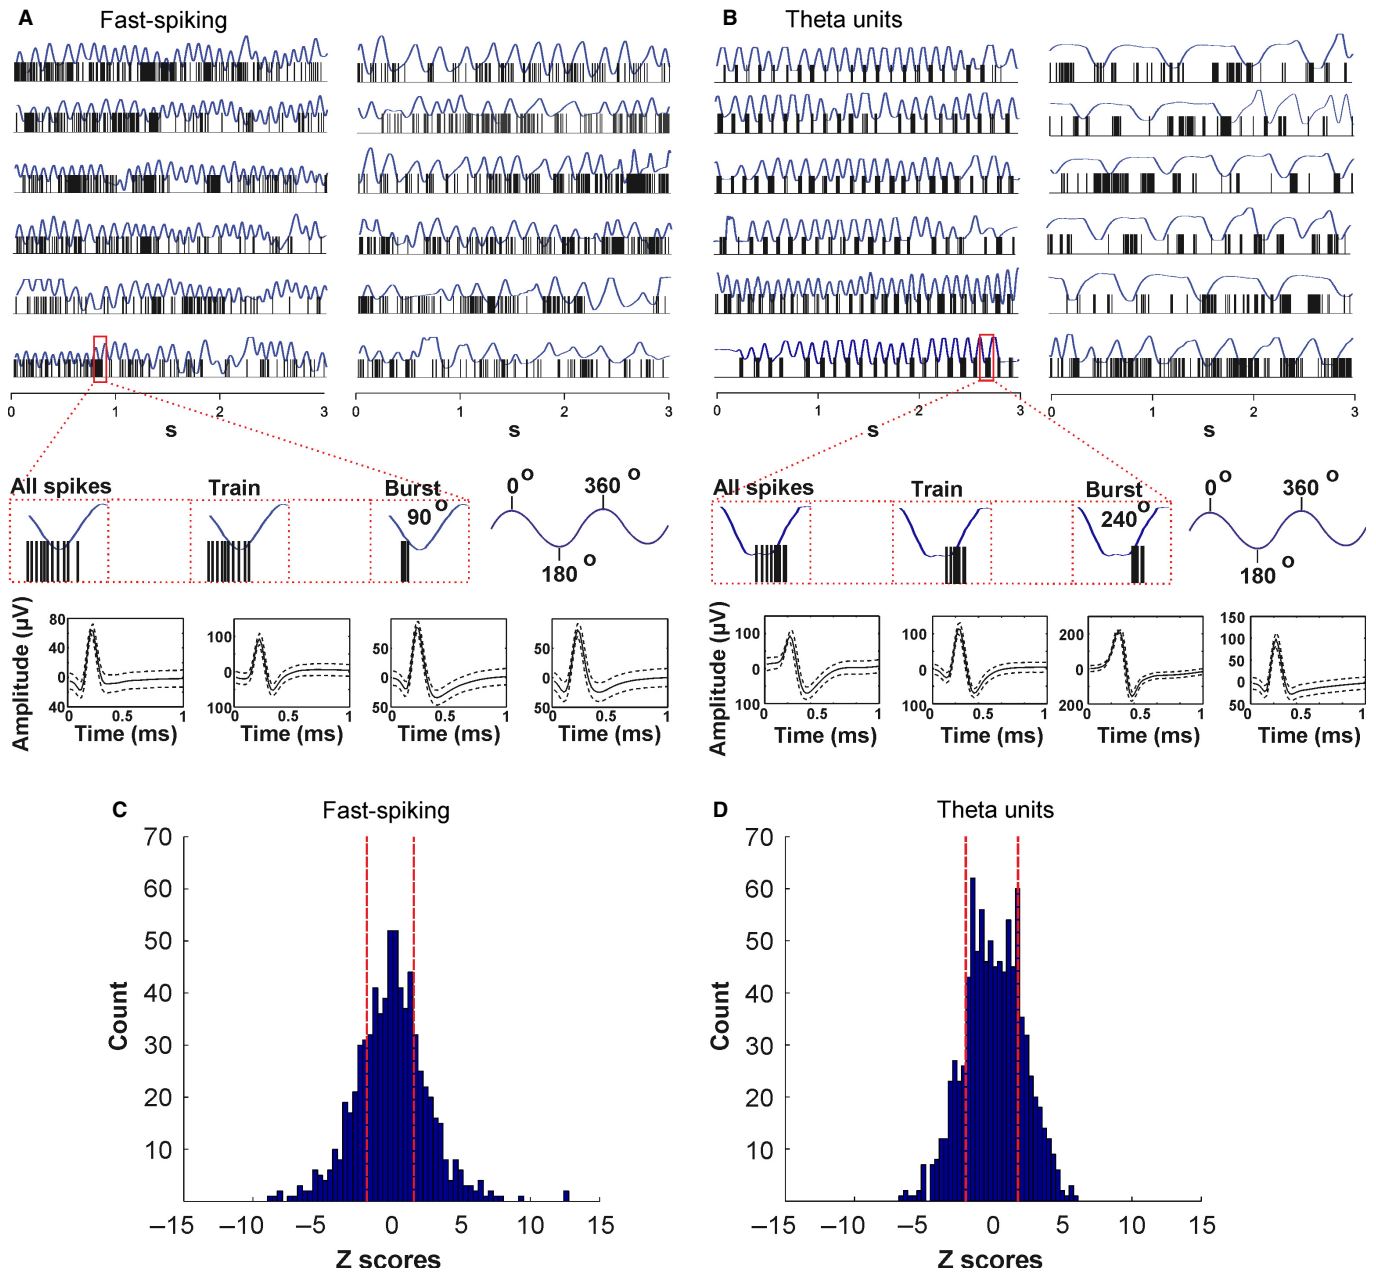 A Fast-spiking
B Theta units
0 1 2 3
s
0 1 2 3
s
0 1 2 3
s
0 1 2 3
s
All spikes Train Burst
90°
0° 360°
180°
All spikes Train Burst
240°
0° 360°
180°
Amplitude (µV)
80
40
0
40
0 0.5 1
Time (ms)
100
0
100
0 0.5 1
Time (ms)
50
0
50
0 0.5 1
Time (ms)
50
0
50
0 0.5 1
Time (ms)
Amplitude (µV)
100
0
100
0 0.5 1
Time (ms)
100
0
100
0 0.5 1
Time (ms)
200
0
200
0 0.5 1
Time (ms)
150
100
50
0
50
0 0.5 1
Time (ms)
C Fast-spiking
70
60
50
40
30
20
10
Count
–15 –10 –5 0 5 10 15
Z scores
D Theta units
70
60
50
40
30
20
10
Count
–15 –10 –5 0 5 10 15
Z scores